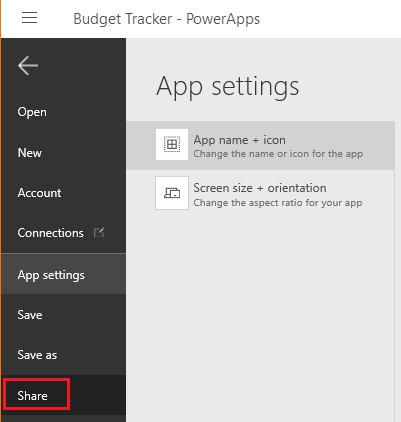 Budget Tracker - PowerApps
Open
New
Account
Connections
App settings
Save
Save as
Share
App settings
App name + icon
Change the name or icon for the app
Screen size + orientation
Change the aspect ratio for your app